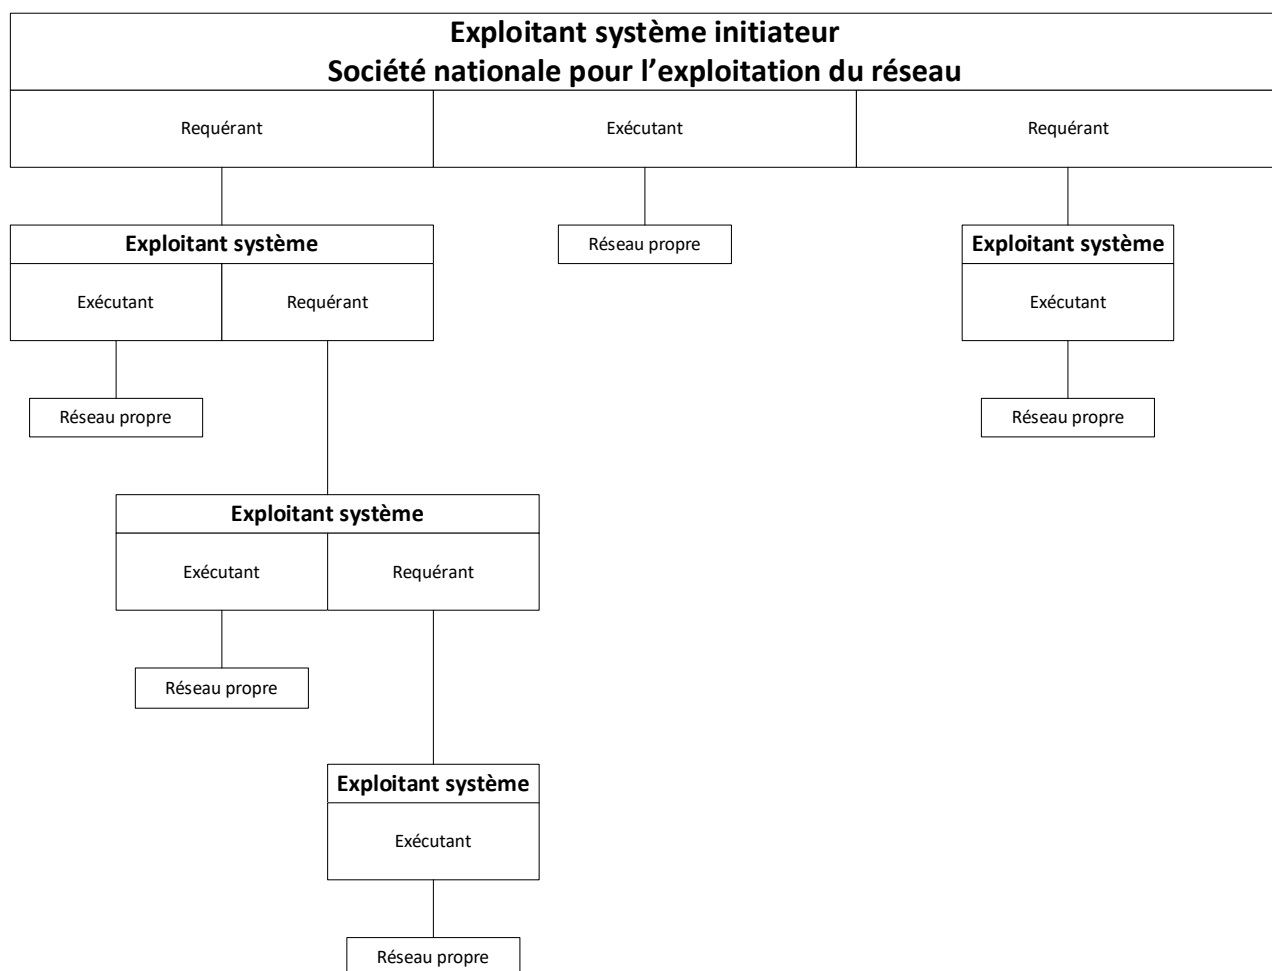 Exploitant système initiateur
Société nationale pour l’exploitation du réseau
Requérant
Exécutant
Requérant
Exploitant système
Réseau propre
Exploitant système
Exécutant
Requérant
Exécutant
Réseau propre
Réseau propre
Exploitant système
Exécutant
Requérant
Réseau propre
Exploitant système
Exécutant
Réseau propre